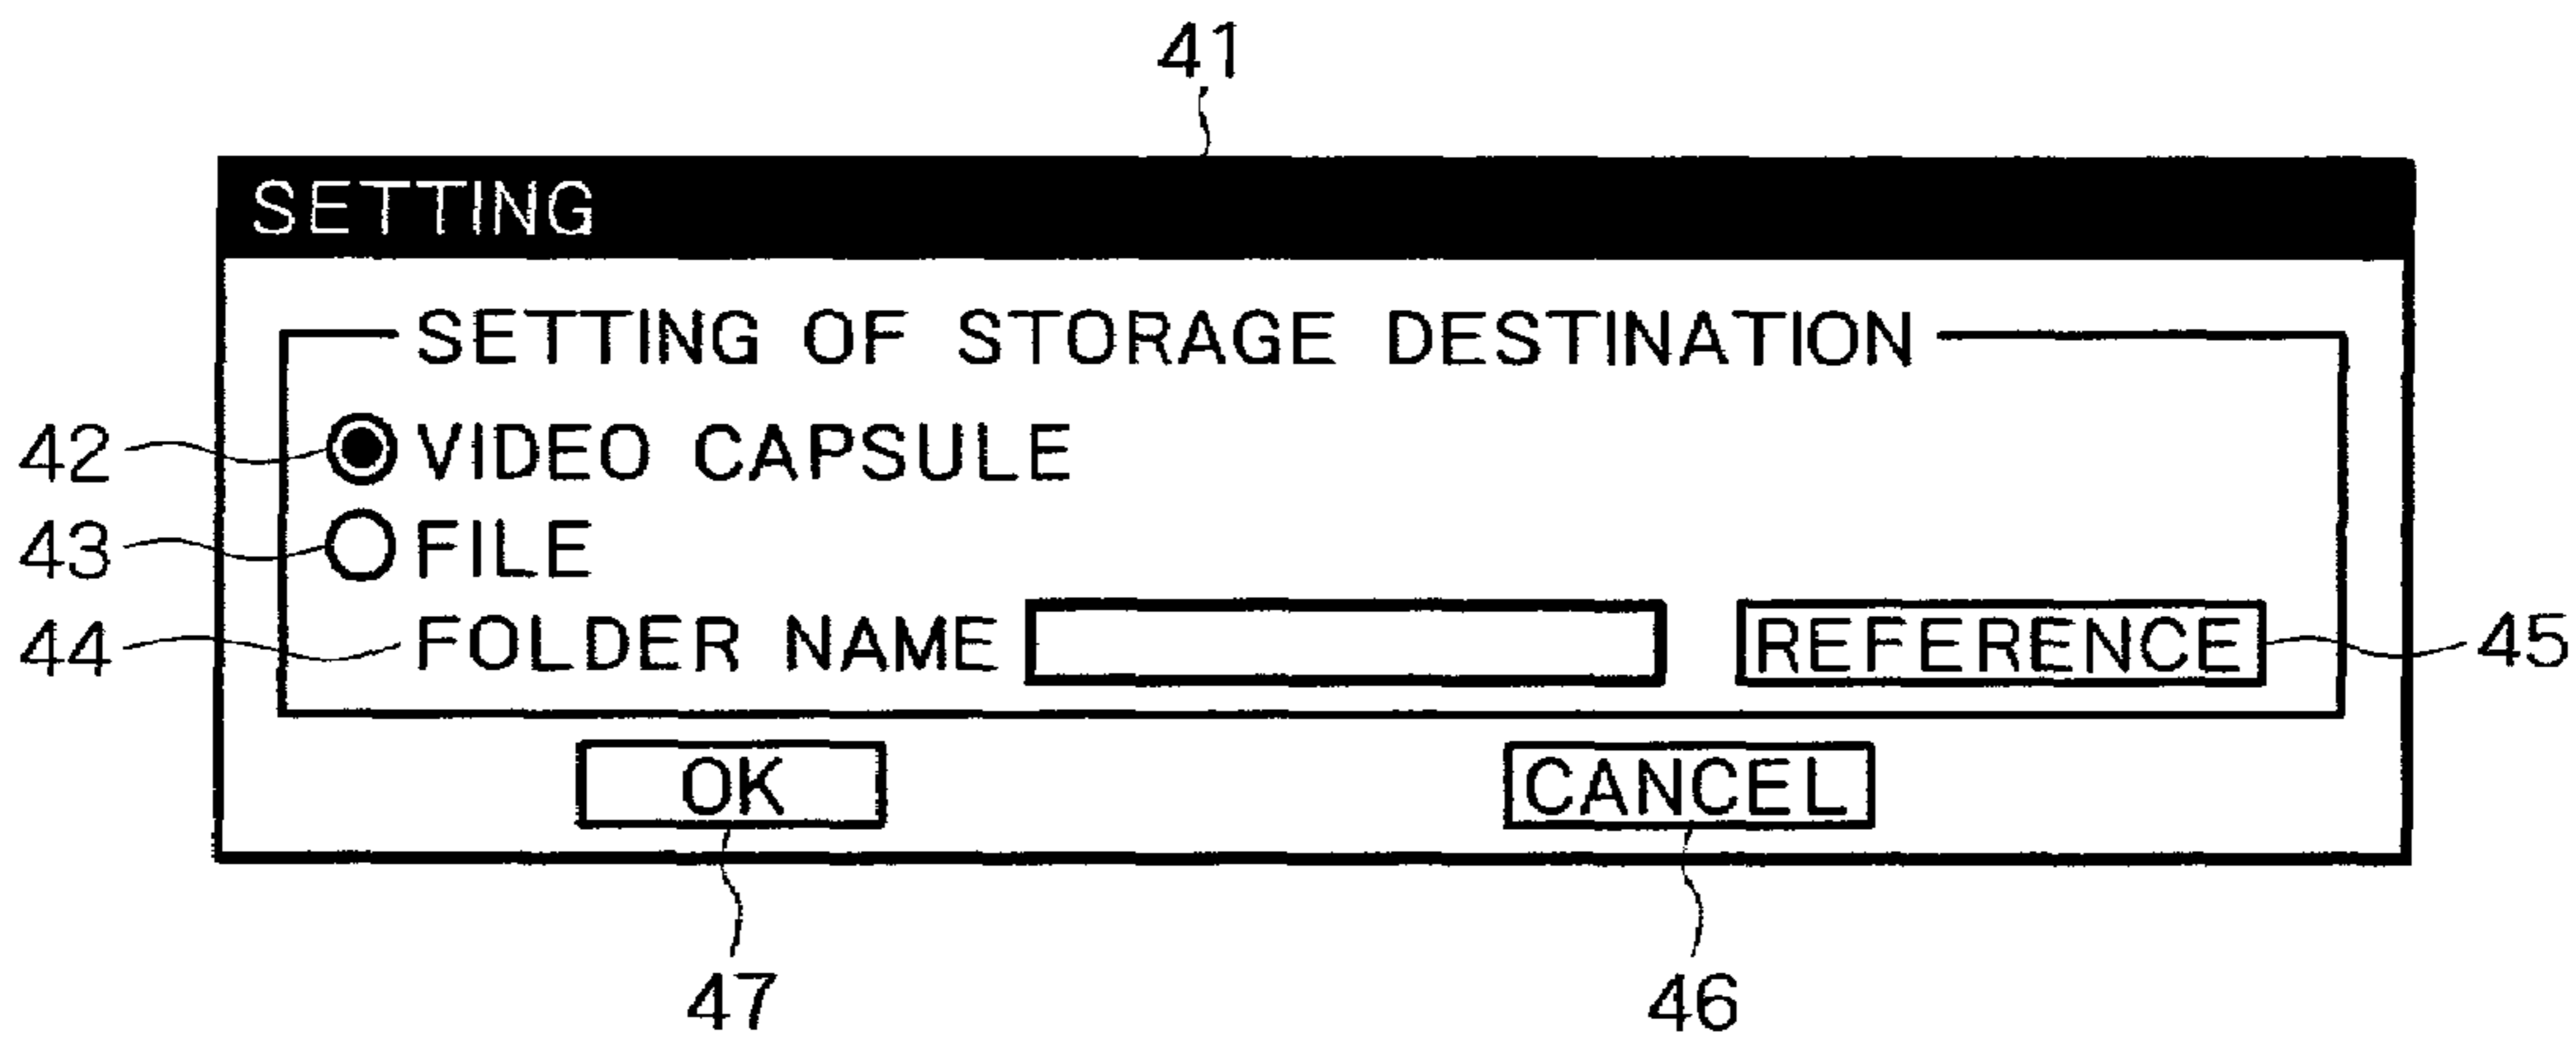 41
SETTING
SETTING OF STORAGE DESTINATION
42 VIDEO CAPSULE
43 FILE
44 FOLDER NAME REFERENCE 45
OK CANCEL
47 46